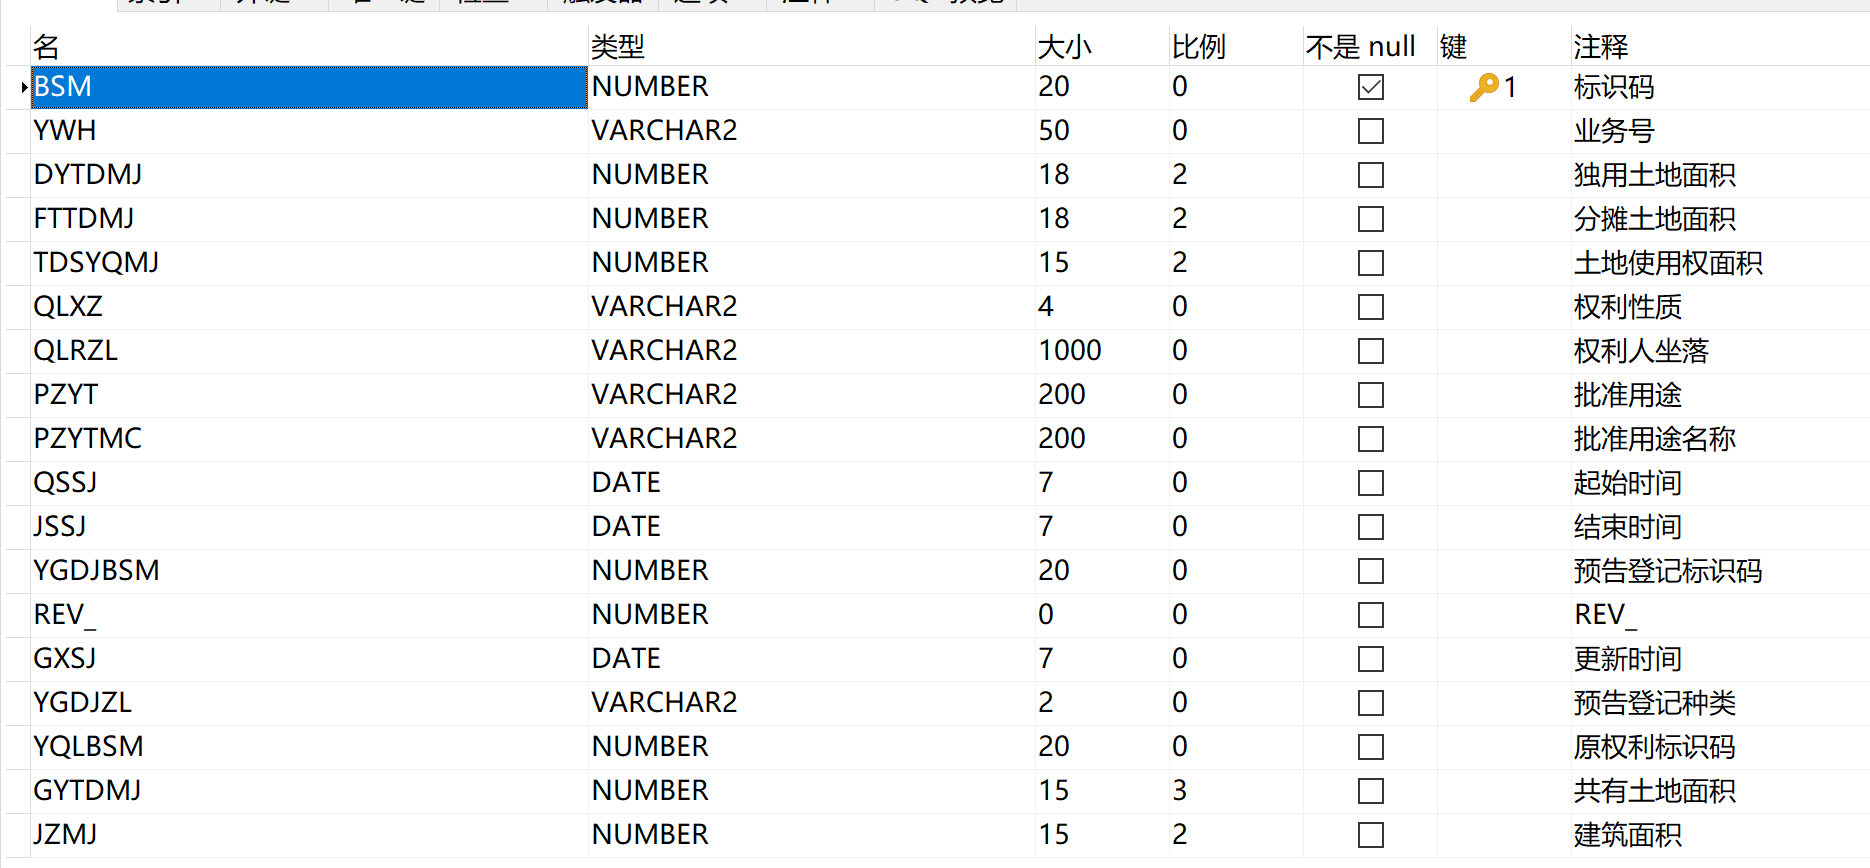 名 类型 大小 比例 不是 null 键 注释
BSM NUMBER 20 0 1 标识码
YWH VARCHAR2 50 0 业务号
DYTDMJ NUMBER 18 2 独用土地面积
FTTDMJ NUMBER 18 2 分摊土地面积
TDSYQMJ NUMBER 15 2 土地使用权面积
QLXZ VARCHAR2 4 0 权利性质
QLRZL VARCHAR2 1000 0 权利人坐落
PZYT VARCHAR2 200 0 批准用途
PZYTMC VARCHAR2 200 0 批准用途名称
QSSJ DATE 7 0 起始时间
JSSJ DATE 7 0 结束时间
YGDJBSM NUMBER 20 0 预告登记标识码
REV_ NUMBER 0 0 REV_
GXSJ DATE 7 0 更新时间
YGDJZL VARCHAR2 2 0 预告登记种类
YQLBSM NUMBER 20 0 原权利标识码
GYTDMJ NUMBER 15 3 共有土地面积
JZMJ NUMBER 15 2 建筑面积